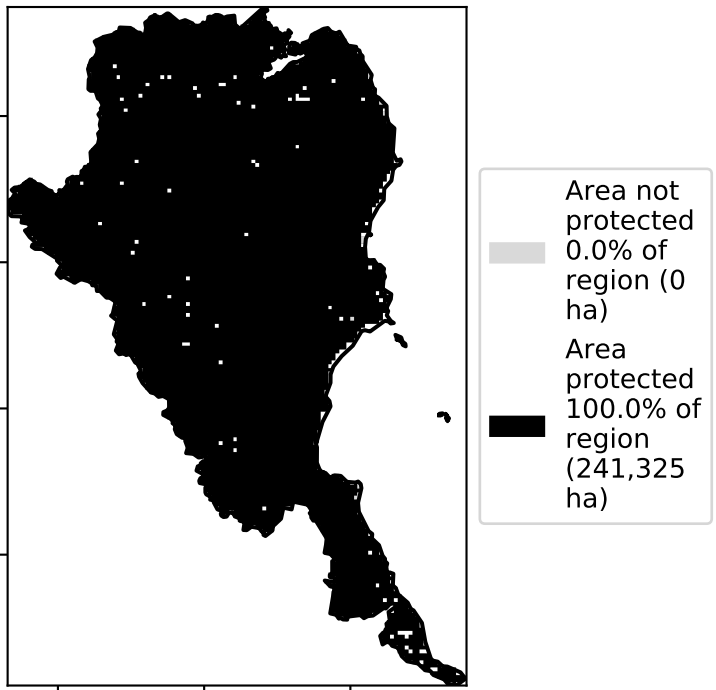 Area not
protected
0.0% of
region (0
ha)
Area
protected
100.0% of
region
(241,325
ha)